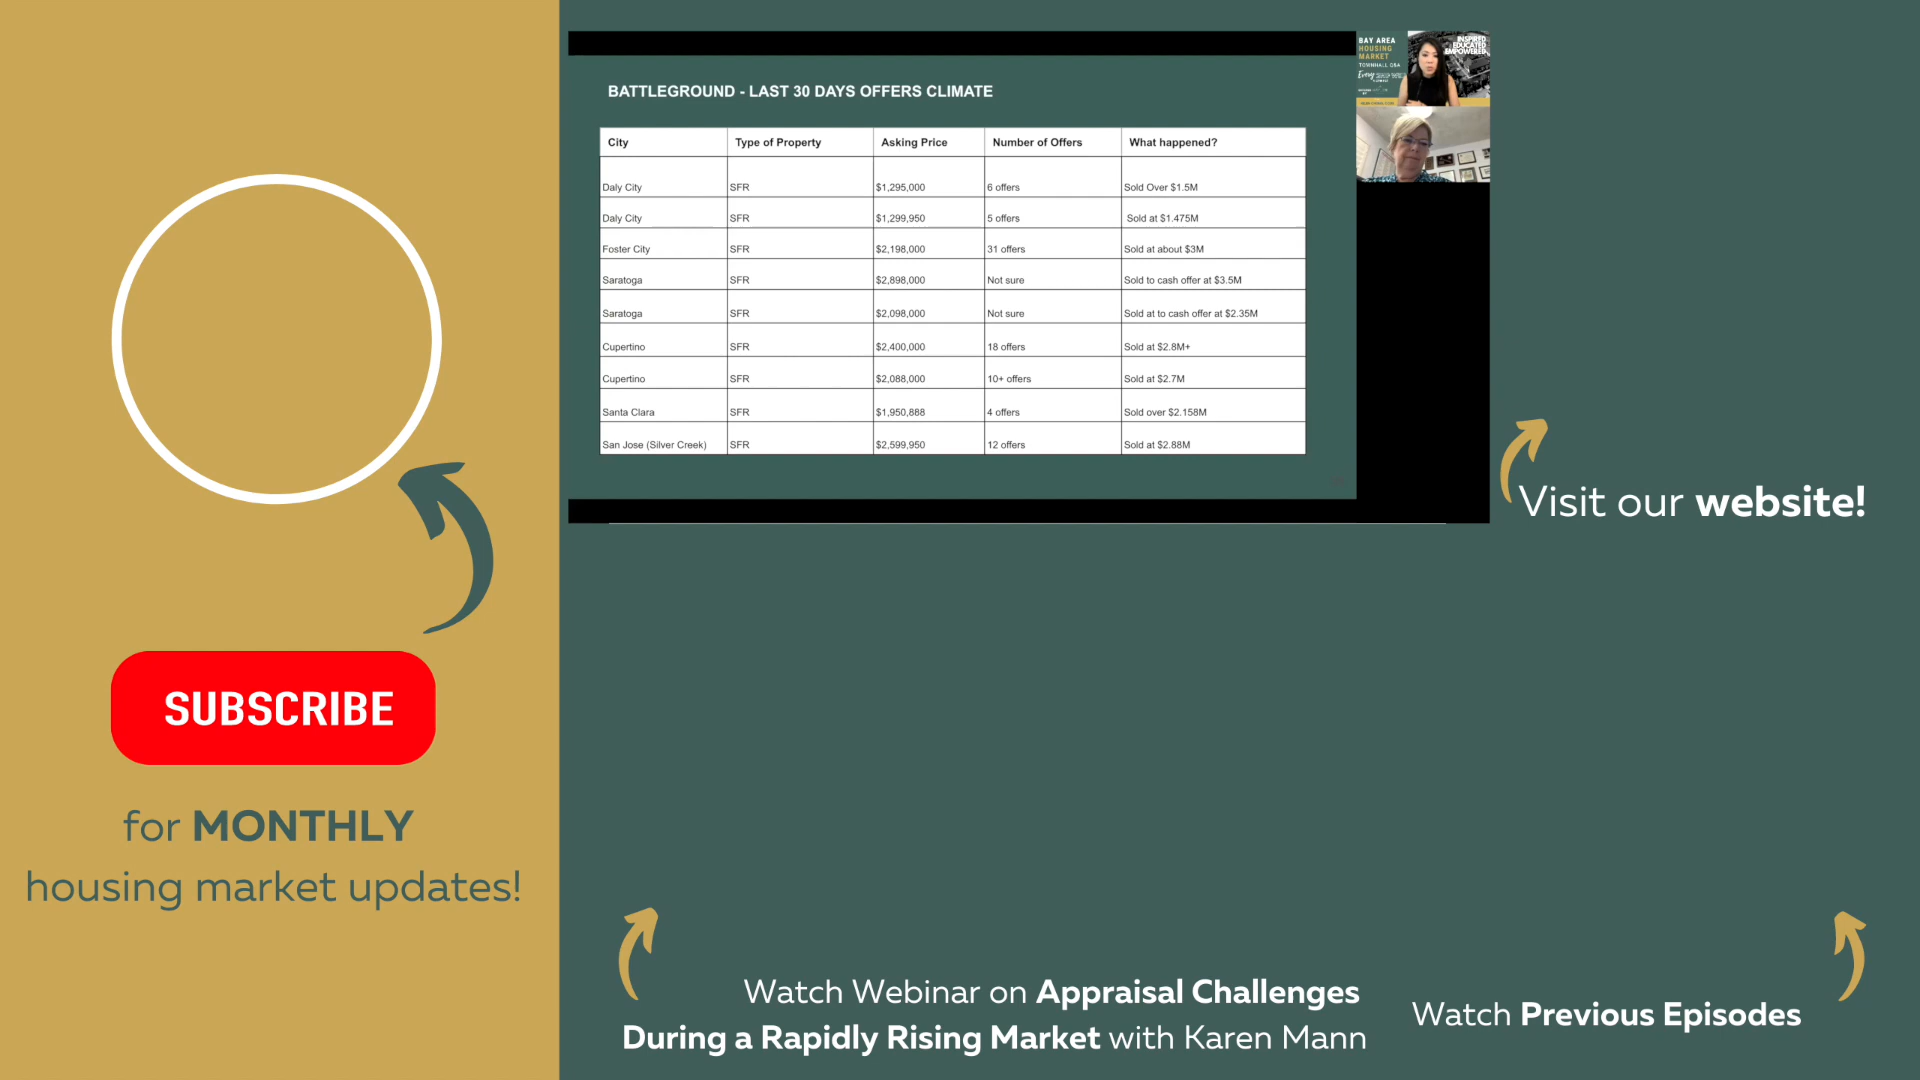 BATTLEGROUND - LAST 30 DAYS OFFERS CLIMATE
City Type of Property Asking Price Number of Offers What happened?
Daly City SFR $1,295,000 6 offers Sold Over $1.5M
Daly City SFR $1,299,950 5 offers Sold at $1.475M
Foster City SFR $2,198,000 31 offers Sold at about $3M
Saratoga SFR $2,898,000 Not sure Sold to cash offer at $3.5M
Saratoga SFR $2,098,000 Not sure Sold at to cash offer at $2.35M
Cupertino SFR $2,400,000 18 offers Sold at $2.8M+
Cupertino SFR $2,088,000 10+ offers Sold at $2.7M
Santa Clara SFR $1,950,888 4 offers Sold over $2.158M
San Jose (Silver Creek) SFR $2,599,950 12 offers Sold at $2.88M
BAY AREA
HOUSING
MARKET
TOWNHALL Q&A
Every
INSPIRED
EDUCATED
EMPOWERED
Visit our website!
SUBSCRIBE
for MONTHLY
housing market updates!
Watch Webinar on Appraisal Challenges
During a Rapidly Rising Market with Karen Mann
Watch Previous Episodes